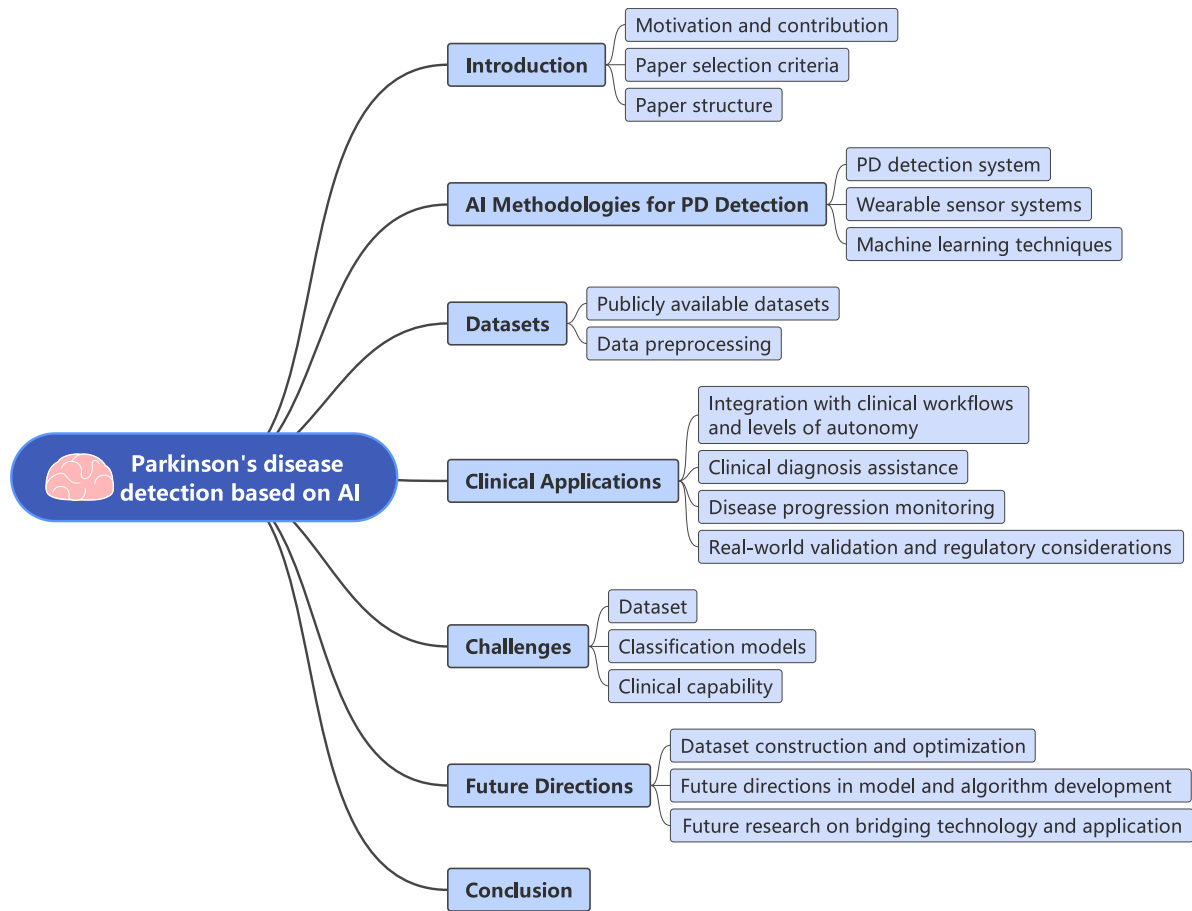 Parkinson's disease
detection based on AI
Introduction
Motivation and contribution
Paper selection criteria
Paper structure
AI Methodologies for PD Detection
PD detection system
Wearable sensor systems
Machine learning techniques
Datasets
Publicly available datasets
Data preprocessing
Clinical Applications
Integration with clinical workflows
and levels of autonomy
Clinical diagnosis assistance
Disease progression monitoring
Real-world validation and regulatory considerations
Challenges
Dataset
Classification models
Clinical capability
Future Directions
Dataset construction and optimization
Future directions in model and algorithm development
Future research on bridging technology and application
Conclusion